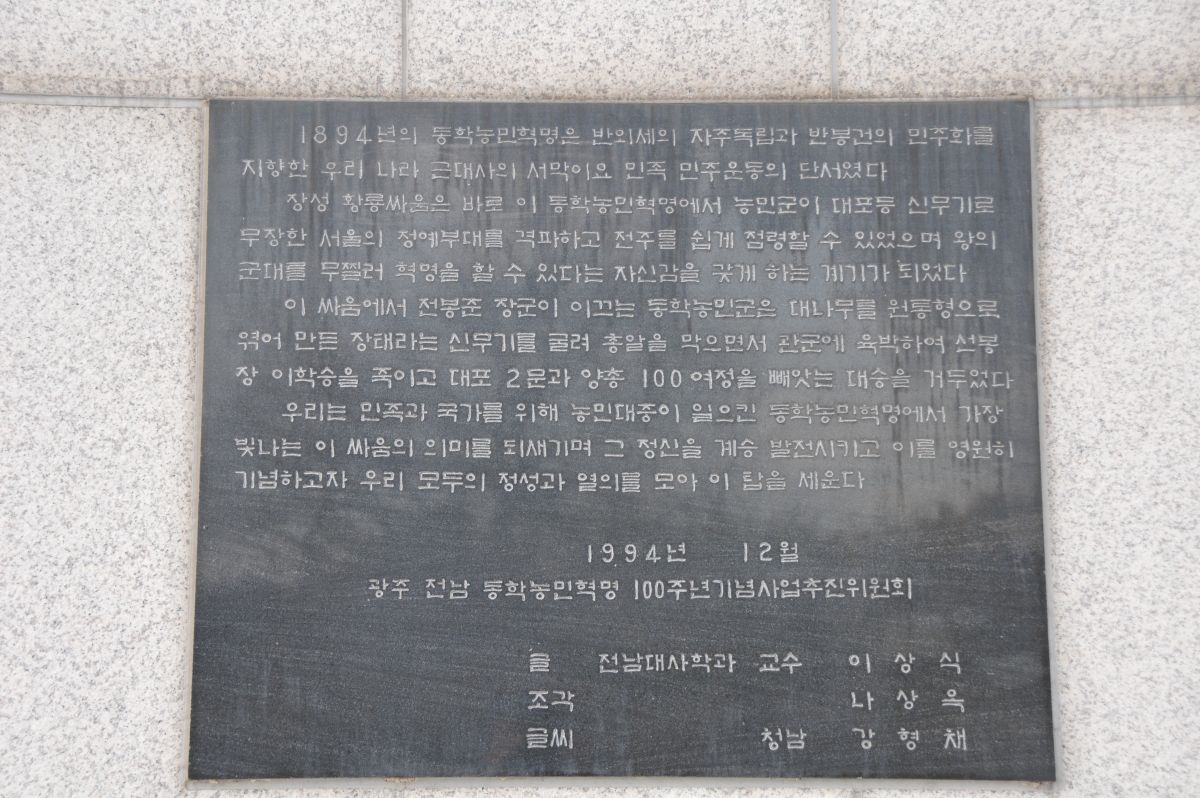 1894년의 동학농민혁명은 반외세의 자주독립과 반봉건의 민주화를
지향한 우리 나라 근대사의 서막이요 민족 민주운동의 단서였다
장성 황룡싸움은 바로 이 동학농민혁명에서 농민군이 대포등 신무기로
무장한 서울의 정예부대를 격파하고 전주를 쉽게 점령할 수 있었으며 왕의
군대를 무찔러 혁명을 할 수 있다는 자신감을 갖게 하는 계기가 되었다
이 싸움에서 전봉준 장군이 이끄는 동학농민군은 대나무를 원통형으로
엮어 만든 장태라는 신무기를 굴려 총알을 막으면서 관군에 육박하여 선봉
장 이학승을 죽이고 대포 2문과 양총 100여정을 빼앗는 대승을 거두었다
우리는 민족과 국가를 위해 농민대중이 일으킨 동학농민혁명에서 가장
빛나는 이 싸움의 의미를 되새기며 그 정신을 계승 발전시키고 이를 영원히
기념하고자 우리 모두의 정성과 열의를 모아 이 탑을 세운다
1994년 12월
광주 전남 동학농민혁명 100주년기념사업추진위원회
글 전남대사학과 교수 이 상 식
조각 나 상 옥
글씨 청남 강 형 채